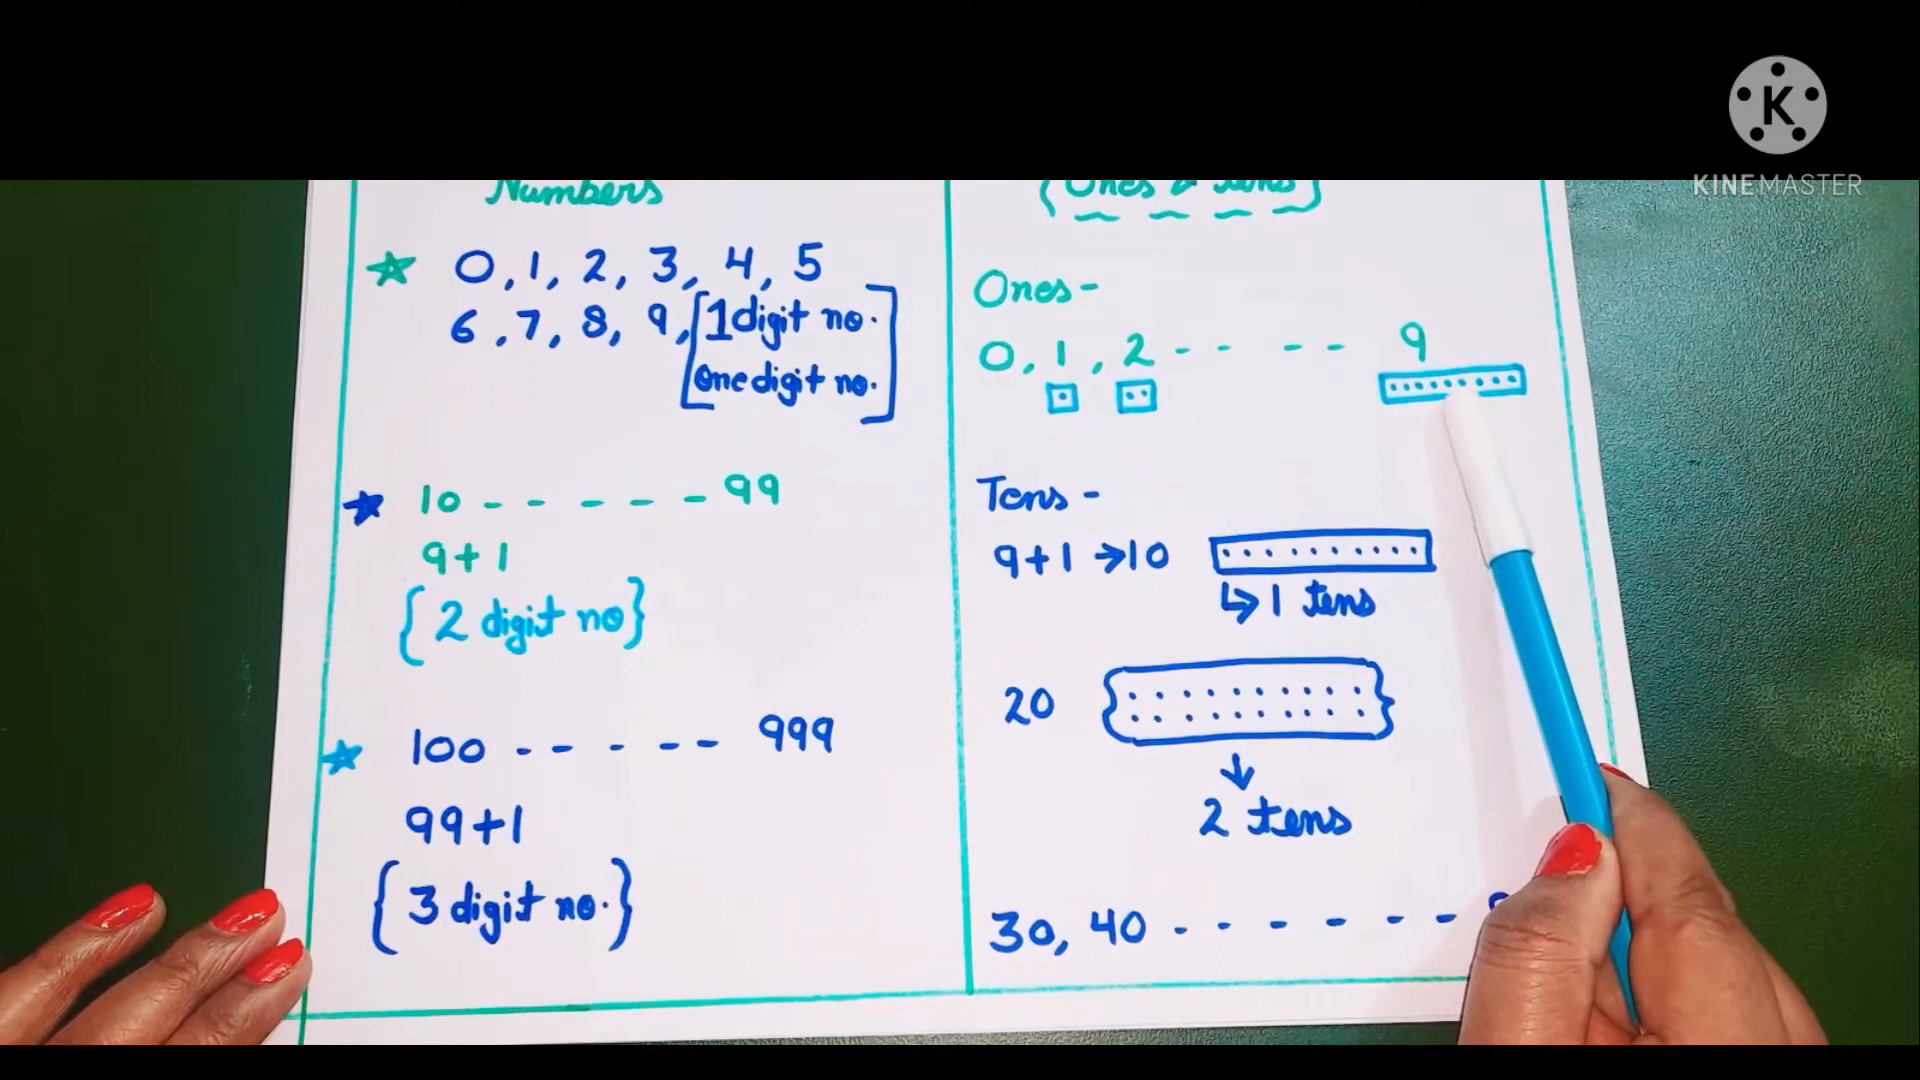 KINEMASTER
Numbers
0, 1, 2, 3, 4, 5
6, 7, 8, 9, [1 digit no.
one digit no.]
10 - - - - - 99
9+1
{2 digit no}
100 - - - - - 999
99+1
{3 digit no.}
(Ones & tens)
Ones -
0, 1, 2 - - - - 9
Tens -
9+1 → 10
↳ 1 tens
20
↓
2 tens
30, 40 - - - - - -